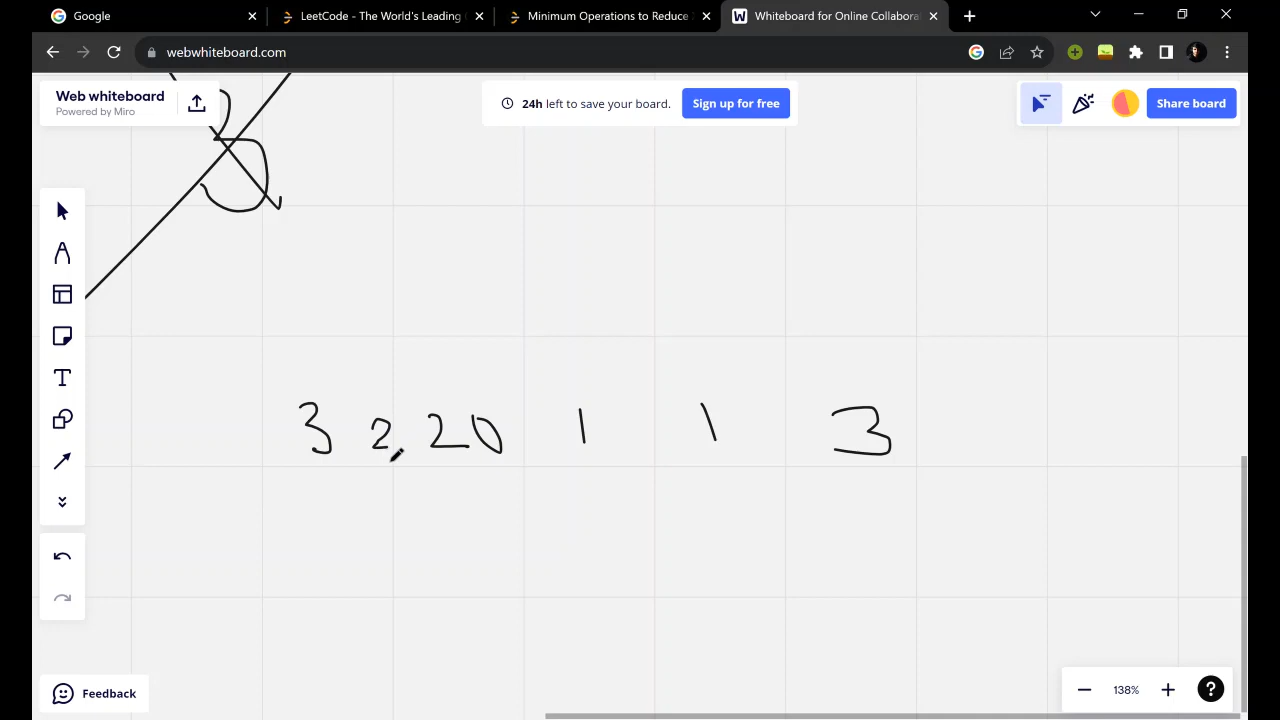 Google
LeetCode - The World's Leading
Minimum Operations to Reduce
Whiteboard for Online Collabora
webwhiteboard.com
Web whiteboard
Powered by Miro
24h left to save your board.
Sign up for free
Share board
3 2 20 1 1 3
Feedback
138%